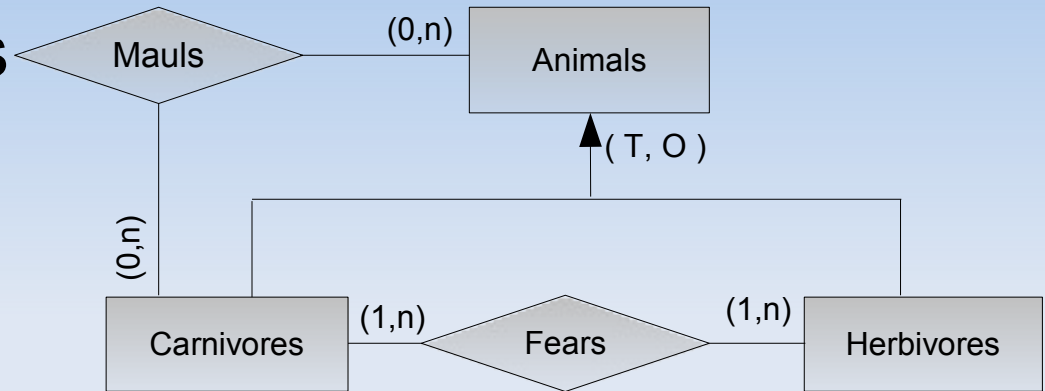 s
Mauls
(0,n)
Animals
( T, O )
(0,n)
Carnivores
(1,n)
Fears
(1,n)
Herbivores